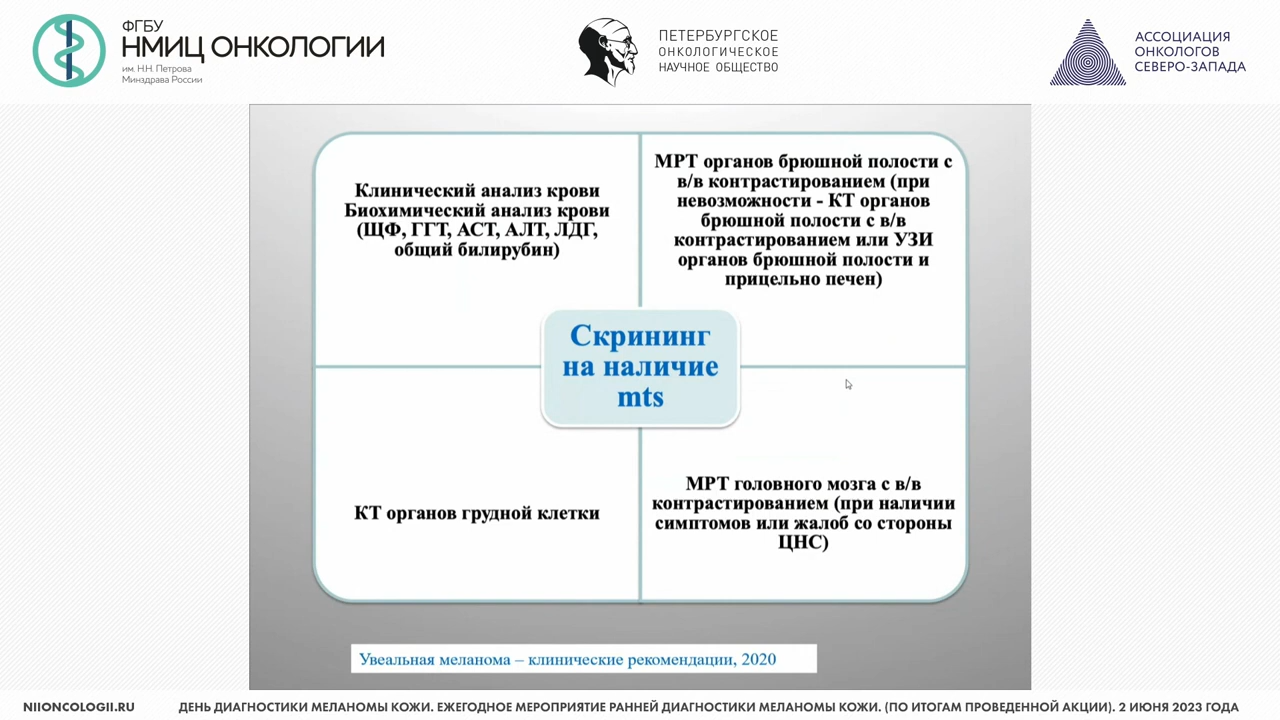 ФГБУ
НМИЦ ОНКОЛОГИИ
им. Н.Н. Петрова
Минздрава России
ПЕТЕРБУРГСКОЕ
ОНКОЛОГИЧЕСКОЕ
НАУЧНОЕ ОБЩЕСТВО
АССОЦИАЦИЯ
ОНКОЛОГОВ
СЕВЕРО-ЗАПАДА
Клинический анализ крови
Биохимический анализ крови
(ЩФ, ГГТ, АСТ, АЛТ, ЛДГ,
общий билирубин)
МРТ органов брюшной полости с
в/в контрастированием (при
невозможности - КТ органов
брюшной полости с в/в
контрастированием или УЗИ
органов брюшной полости и
прицельно печен)
Скрининг
на наличие
mts
КТ органов грудной клетки
МРТ головного мозга с в/в
контрастированием (при наличии
симптомов или жалоб со стороны
ЦНС)
Увеальная меланома – клинические рекомендации, 2020
NIIONCOLOGII.RU
ДЕНЬ ДИАГНОСТИКИ МЕЛАНОМЫ КОЖИ. ЕЖЕГОДНОЕ МЕРОПРИЯТИЕ РАННЕЙ ДИАГНОСТИКИ МЕЛАНОМЫ КОЖИ. (ПО ИТОГАМ ПРОВЕДЕННОЙ АКЦИИ). 2 ИЮНЯ 2023 ГОДА